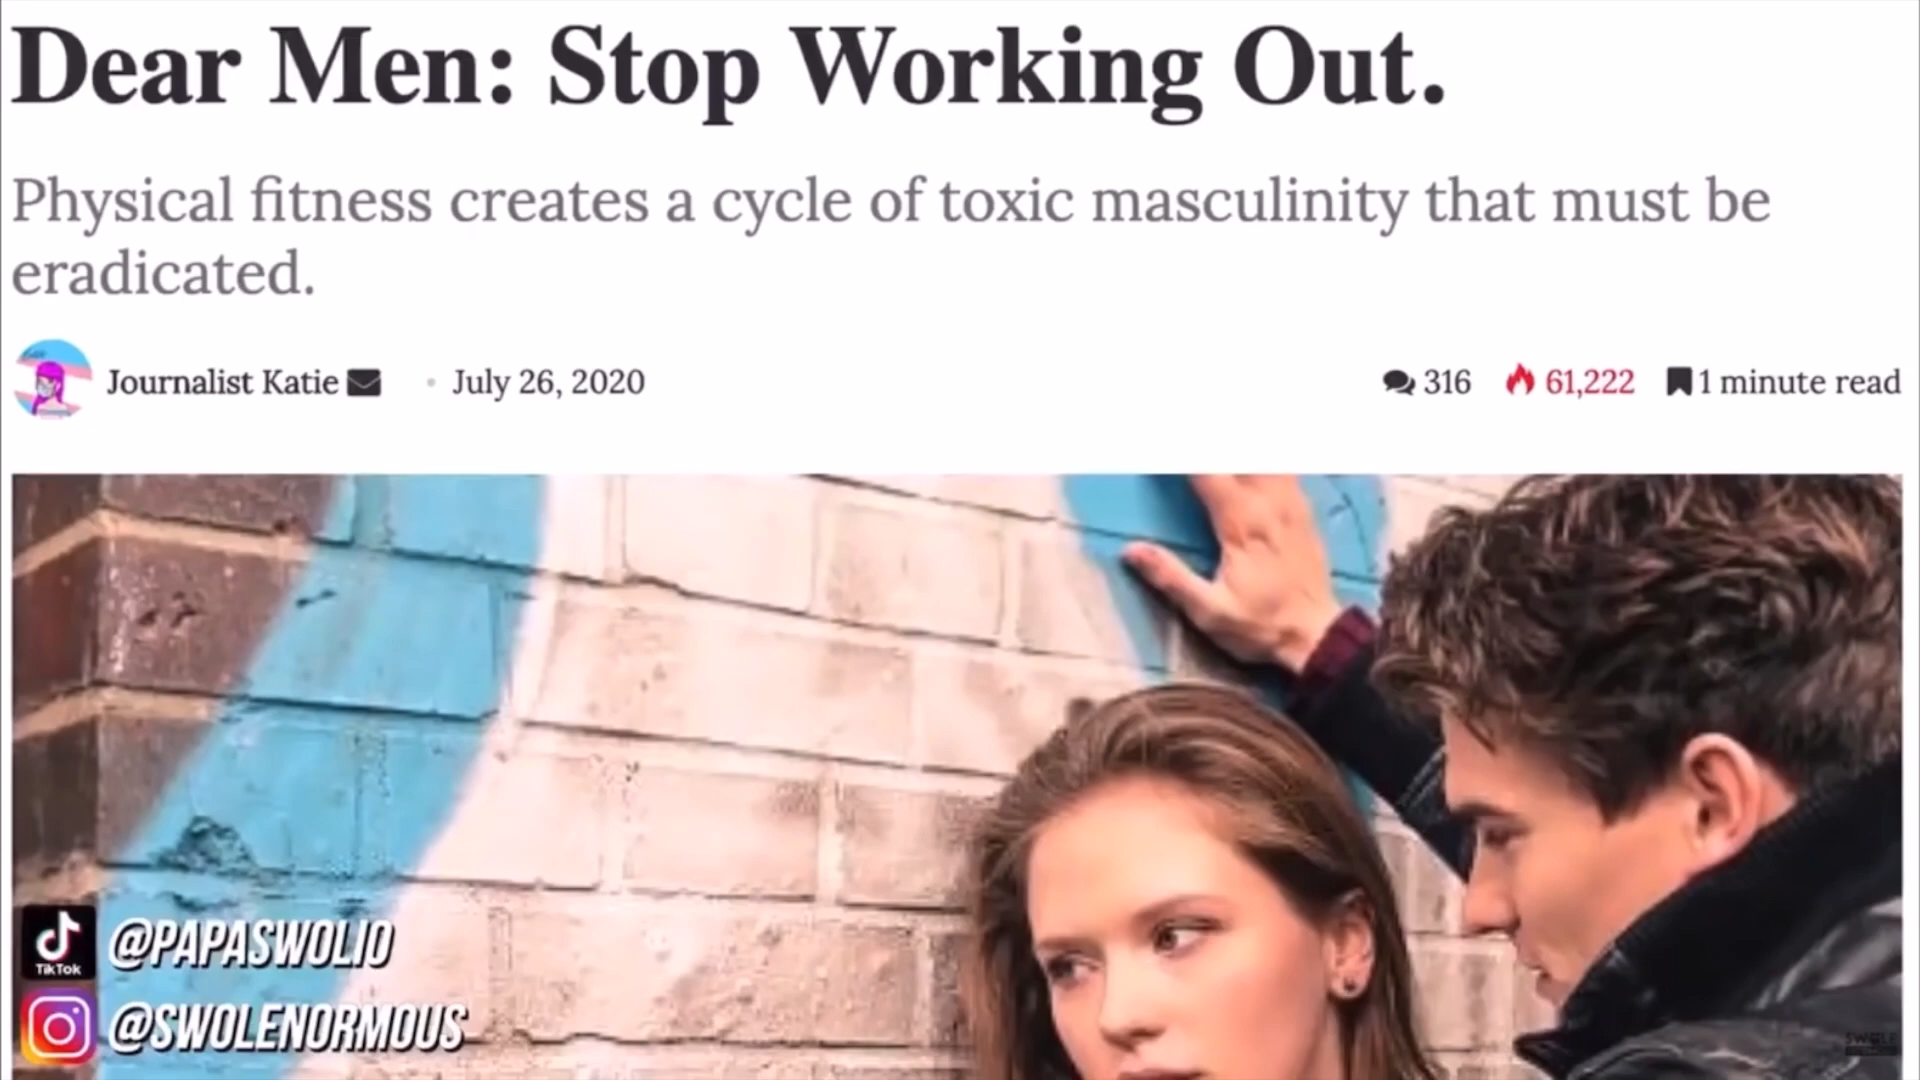 Dear Men: Stop Working Out.
Physical fitness creates a cycle of toxic masculinity that must be
eradicated.
Journalist Katie • July 26, 2020 316 61,222 1 minute read
TikTok @PAPASWOLIO
@SWOLENORMOUS
SWOLE